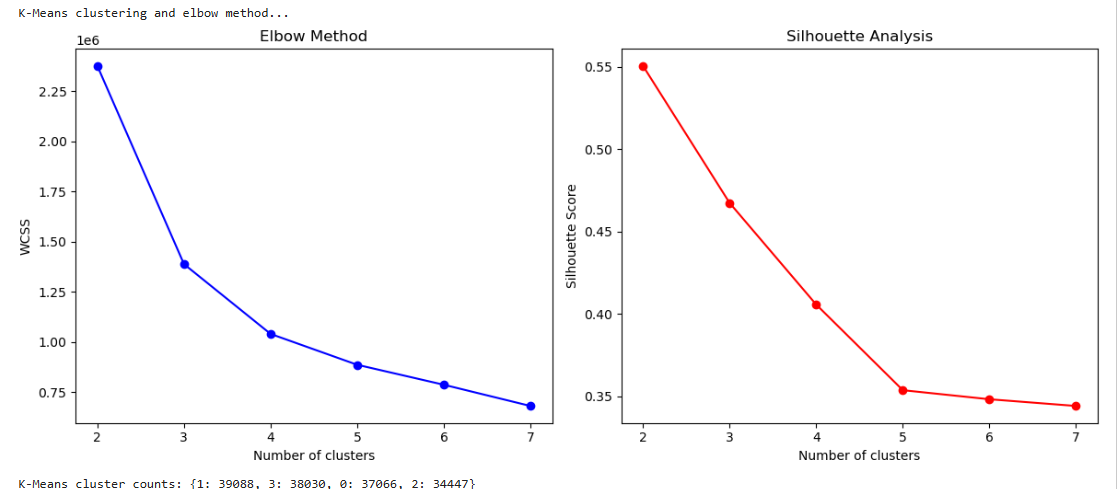 K-Means clustering and elbow method...
Elbow Method
1e6
2.25
2.00
1.75
1.50
1.25
1.00
0.75
WCSS
2 3 4 5 6 7
Number of clusters
Silhouette Analysis
0.55
0.50
0.45
0.40
0.35
Silhouette Score
2 3 4 5 6 7
Number of clusters
K-Means cluster counts: {1: 39088, 3: 38030, 0: 37066, 2: 34447}